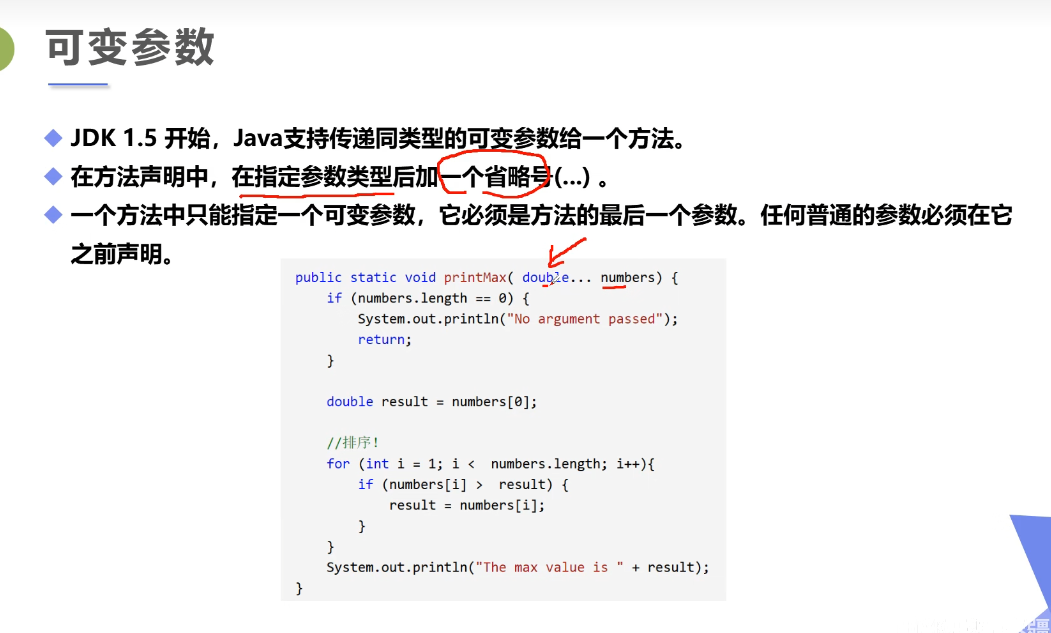 可变参数
JDK 1.5 开始，Java支持传递同类型的可变参数给一个方法。
在方法声明中，在指定参数类型后加一个省略号(...) 。
一个方法中只能指定一个可变参数，它必须是方法的最后一个参数。任何普通的参数必须在它
之前声明。
public static void printMax( double... numbers) {
if (numbers.length == 0) {
System.out.println("No argument passed");
return;
}
double result = numbers[0];
//排序！
for (int i = 1; i <  numbers.length; i++){
if (numbers[i] >  result) {
result = numbers[i];
}
}
System.out.println("The max value is " + result);
}